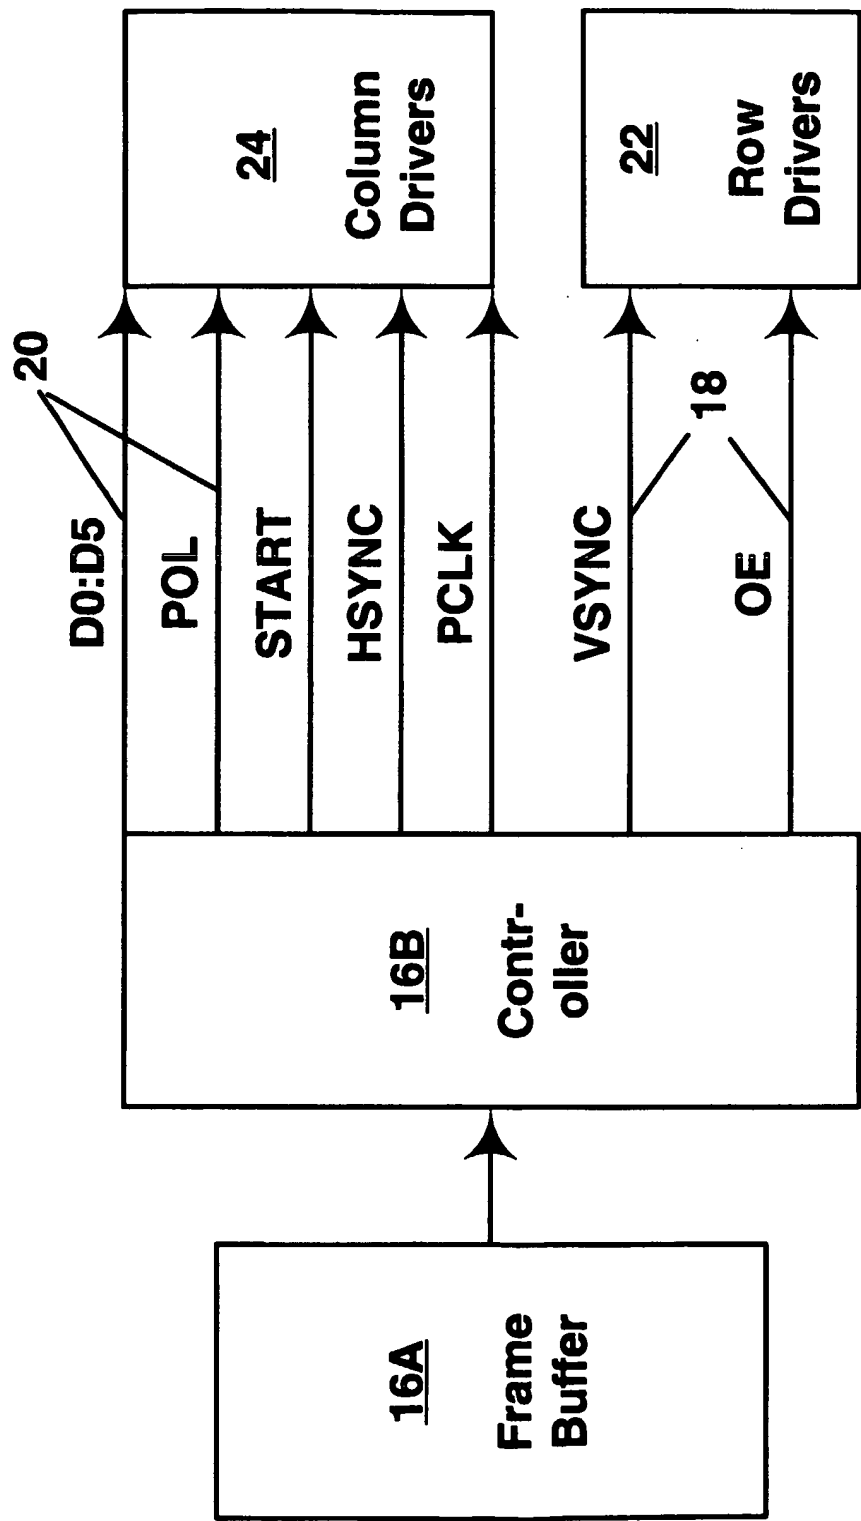 16A
Frame
Buffer
16B
Contr-
oller
D0:D5
20
POL
START
HSYNC
PCLK
VSYNC
18
OE
24
Column
Drivers
22
Row
Drivers